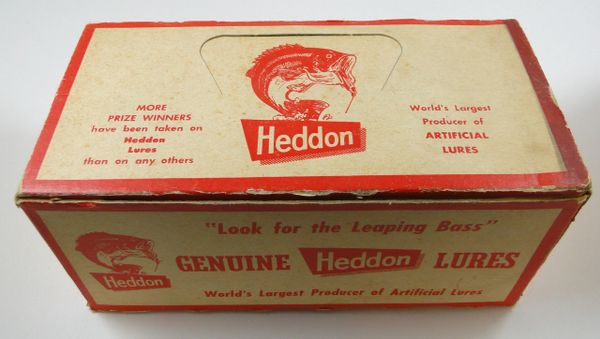 MORE
PRIZE WINNERS
have been taken on
Heddon
Lures
than on any others
Heddon
World's Largest
Producer of
ARTIFICIAL
LURES
"Look for the Leaping Bass"
Heddon
GENUINE Heddon LURES
World's Largest Producer of Artificial Lures